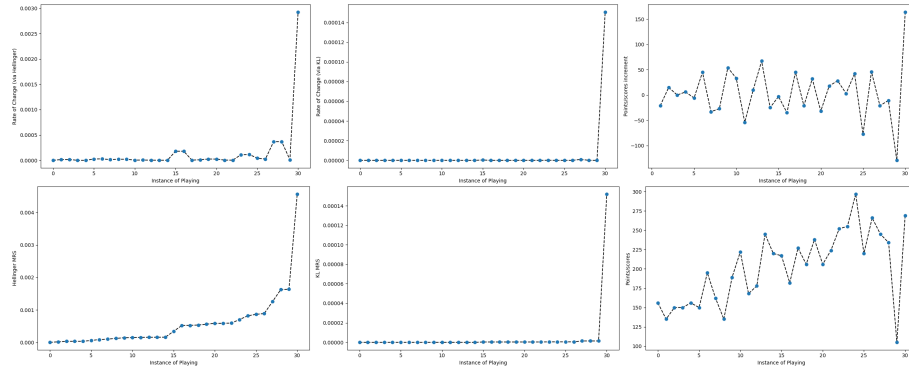 Rate of Change (via Hellinger)
0.0030
0.0025
0.0020
0.0015
0.0010
0.0005
0.0000
0 5 10 15 20 25 30
Instance of Playing
Rate of Change (via KL)
0.00014
0.00012
0.00010
0.00008
0.00006
0.00004
0.00002
0.00000
0 5 10 15 20 25 30
Instance of Playing
Points/scores increment
150
100
50
0
−50
−100
0 5 10 15 20 25 30
Instance of Playing
Hellinger MRS
0.004
0.003
0.002
0.001
0.000
0 5 10 15 20 25 30
Instance of Playing
KL MRS
0.00014
0.00012
0.00010
0.00008
0.00006
0.00004
0.00002
0.00000
0 5 10 15 20 25 30
Instance of Playing
Points/scores
300
275
250
225
200
175
150
125
100
0 5 10 15 20 25 30
Instance of Playing